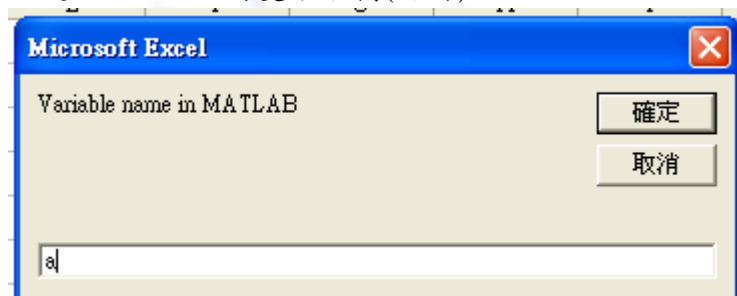 Microsoft Excel
Variable name in MATLAB
確定
取消
a